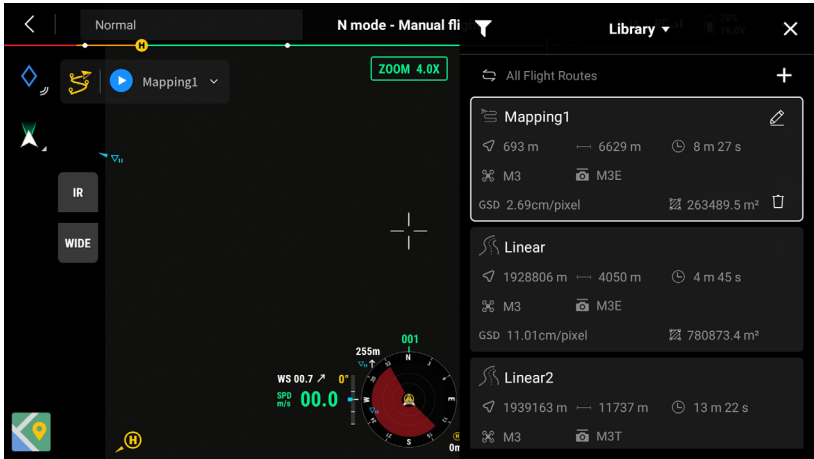 Normal
N mode - Manual flig
Library
70%
ZOOM 4.0X
Mapping1
All Flight Routes
Mapping1
693 m 6629 m 8 m 27 s
M3 M3E
GSD 2.69cm/pixel 263489.5 m²
IR
WIDE
Linear
1928806 m 4050 m 4 m 45 s
M3 M3E
GSD 11.01cm/pixel 780873.4 m²
Linear2
1939163 m 11737 m 13 m 22 s
M3 M3T
001
255m
WS 00.7
0°
SPD
m/s
00.0
N
W
E
S
H
H
0m